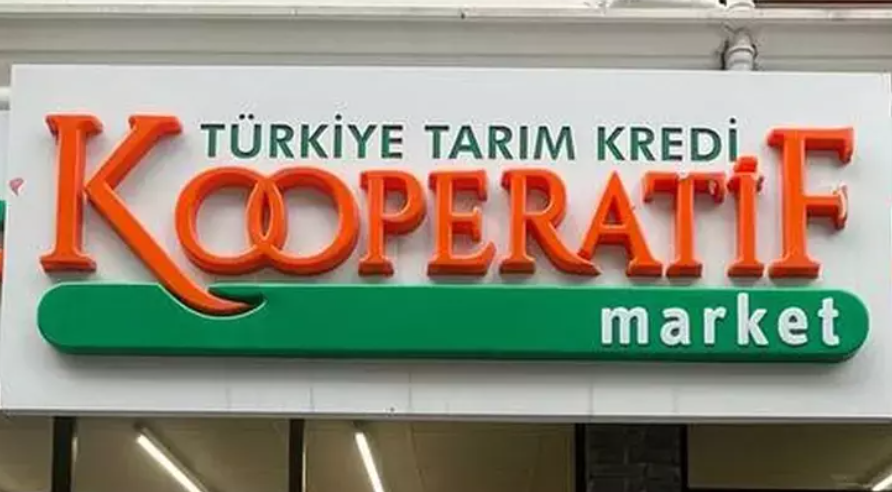 TÜRKİYE TARIM KREDİ
KOOPERATİF
market